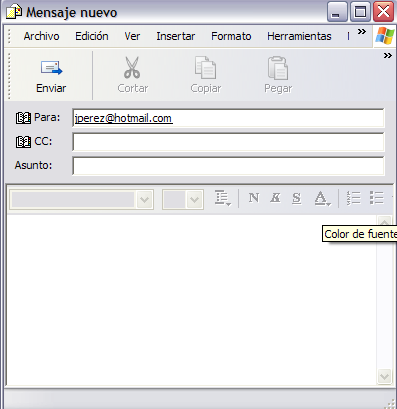 Mensaje nuevo
Archivo Edición Ver Insertar Formato Herramientas »
Enviar Cortar Copiar Pegar »
Para: jperez@hotmail.com
CC:
Asunto:
N K S A
Color de fuente